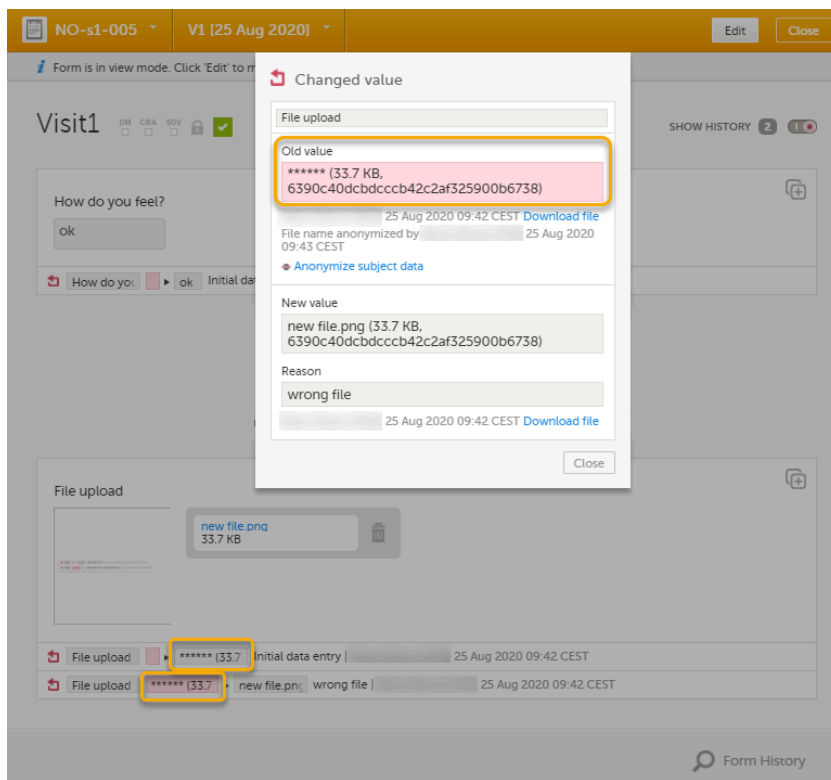 NO-s1-005 V1 [25 Aug 2020] Edit Close
i Form is in view mode. Click 'Edit' to m
Visit1 DM CRA SDV SHOW HISTORY 2
How do you feel?
ok
How do you ok Initial dat
Changed value
File upload
Old value
****** (33.7 KB,
6390c40dcbdcccb42c2af325900b6738)
25 Aug 2020 09:42 CEST Download file
File name anonymized by 25 Aug 2020
09:43 CEST
Anonymize subject data
New value
new file.png (33.7 KB,
6390c40dcbdcccb42c2af325900b6738)
Reason
wrong file
25 Aug 2020 09:42 CEST Download file
Close
File upload
new file.png
33.7 KB
File upload ****** (33.7 Initial data entry | 25 Aug 2020 09:42 CEST
File upload ****** (33.7 new file.png wrong file | 25 Aug 2020 09:42 CEST
Form History